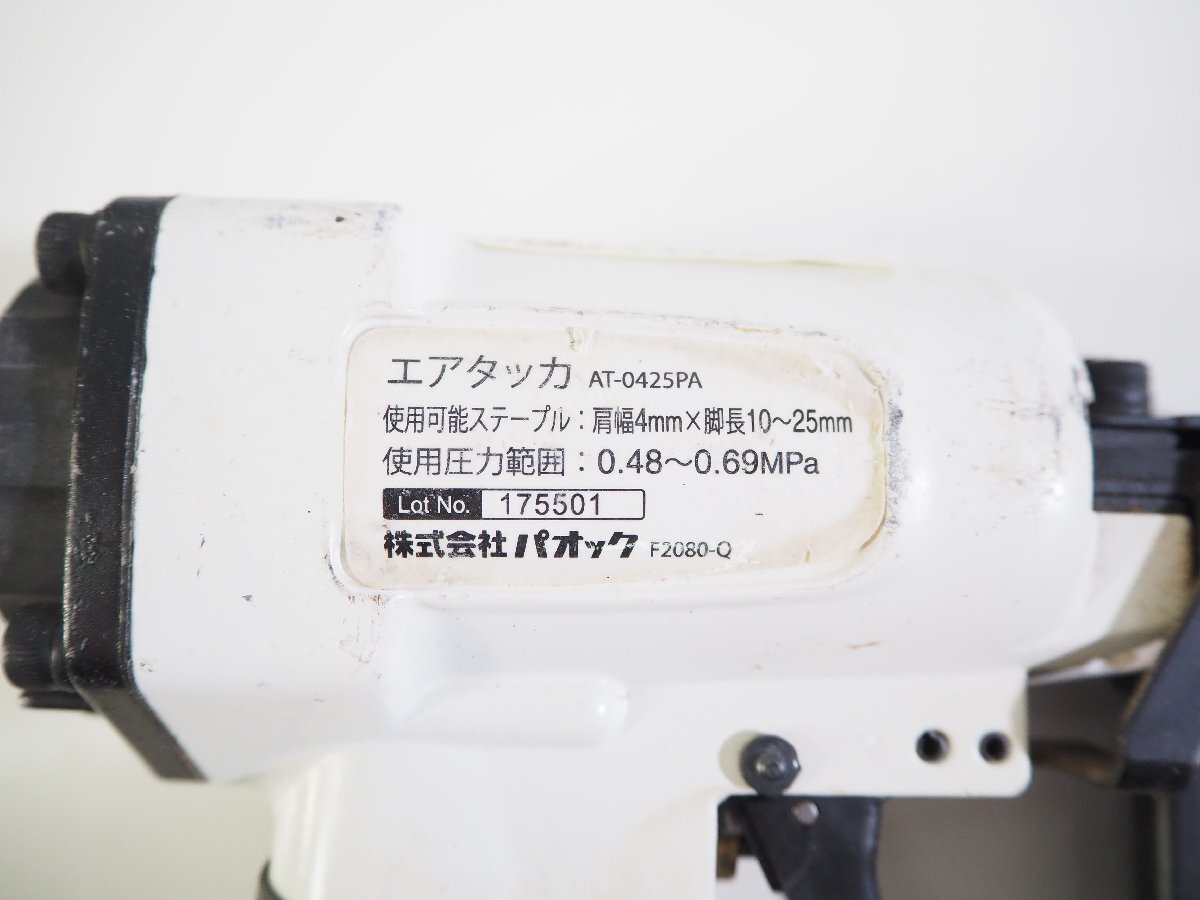 エアタッカ AT-0425PA
使用可能ステープル：肩幅4mm×脚長10～25mm
使用圧力範囲：0.48～0.69MPa
Lot No. 175501
株式会社パオック F2080-Q